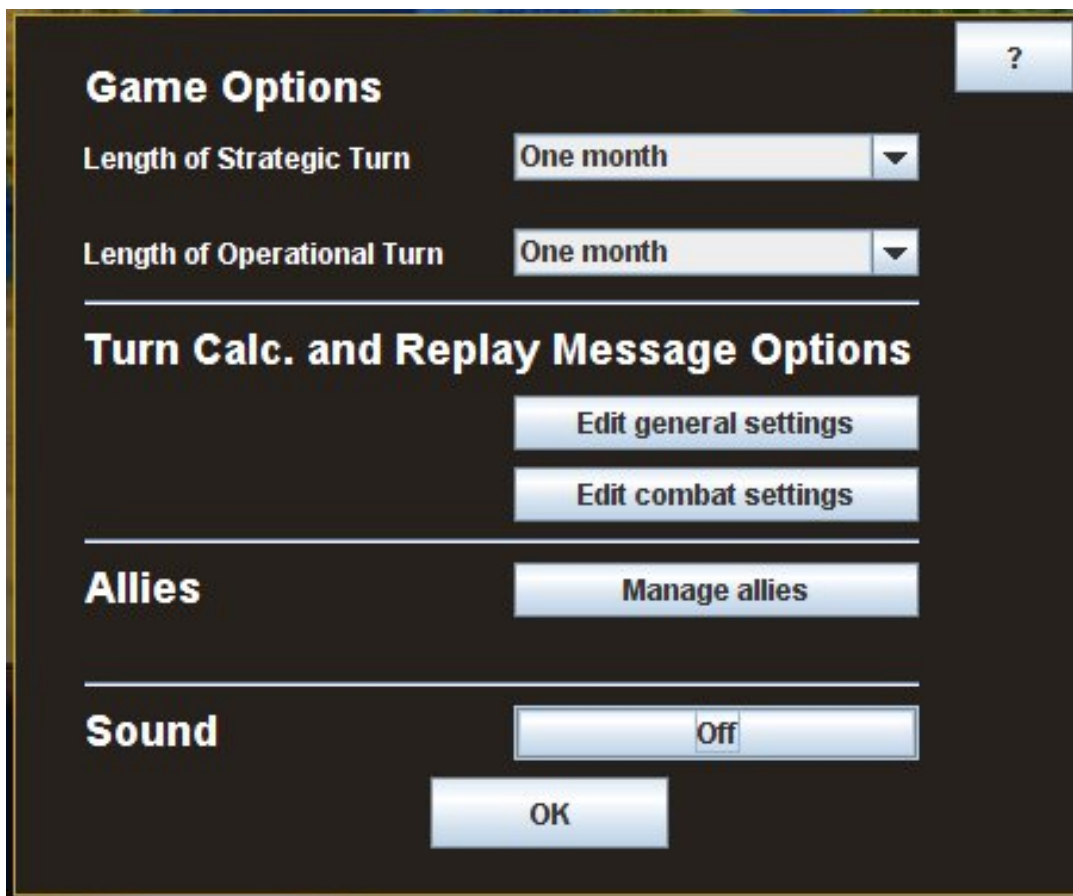 ?
Game Options
Length of Strategic Turn One month
Length of Operational Turn One month
Turn Calc. and Replay Message Options
Edit general settings
Edit combat settings
Allies Manage allies
Sound Off
OK